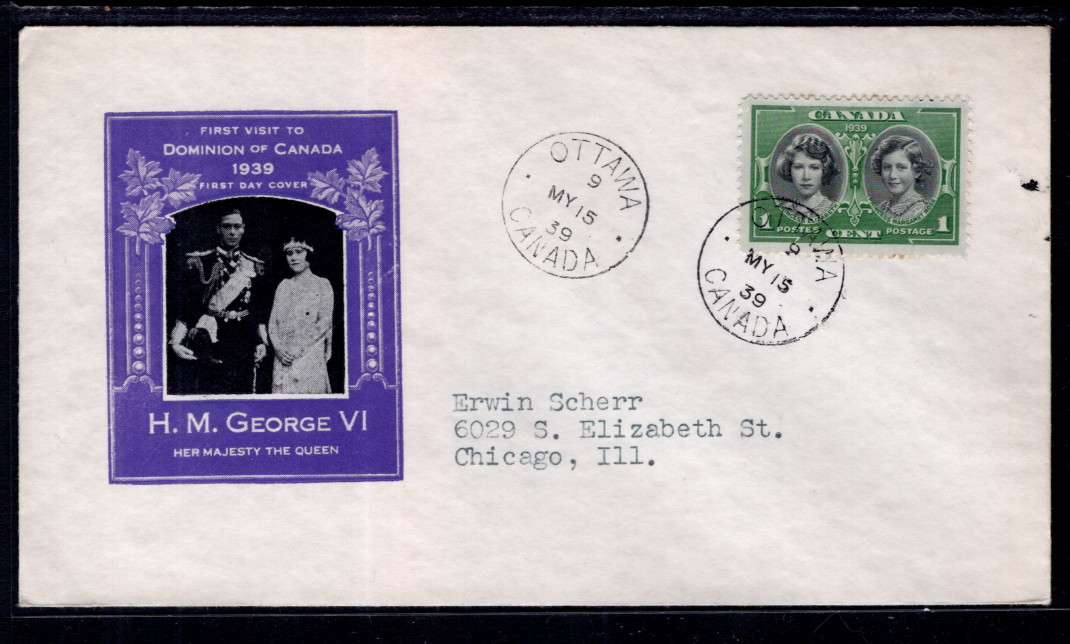 FIRST VISIT TO
DOMINION OF CANADA
1939
FIRST DAY COVER
H. M. GEORGE VI
HER MAJESTY THE QUEEN
OTTAWA
9
MY 15
39
CANADA
CANADA
1939
1 POSTES CENT POSTAGE 1
OTTAWA
9
MY 15
39
CANADA
Erwin Scherr
6029 S. Elizabeth St.
Chicago, Ill.